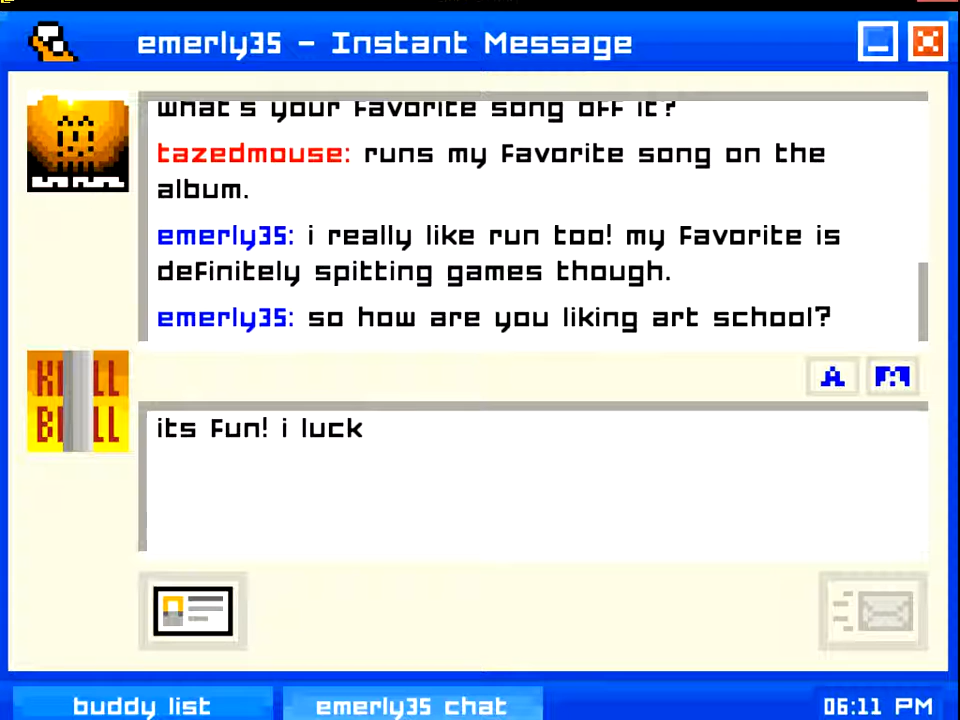 emerly35 - Instant Message
what's your favorite song off it?
tazedmouse: runs my favorite song on the
album.
emerly35: i really like run too! my favorite is
definitely spitting games though.
emerly35: so how are you liking art school?
A
KILL
BILL
its fun! i luck
buddy list
emerly35 chat
06:11 PM